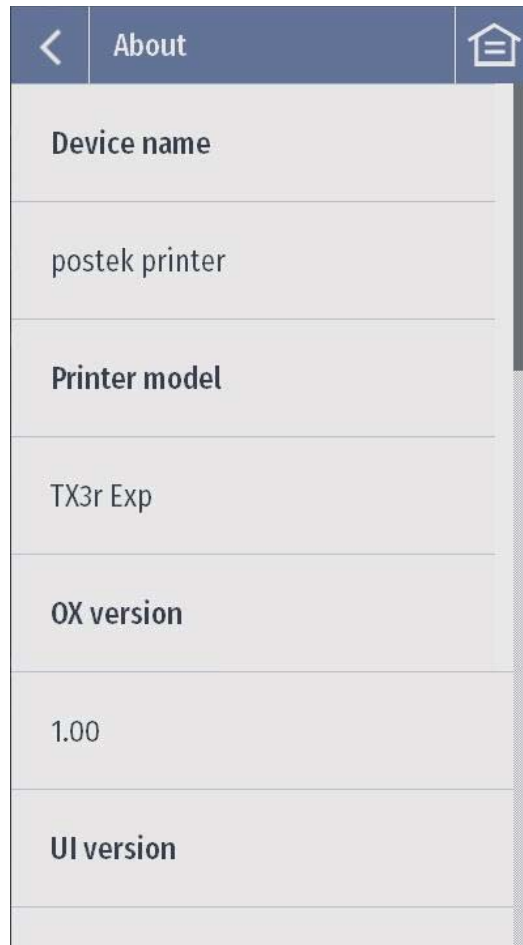 About
Device name
postek printer
Printer model
TX3r Exp
OX version
1.00
UI version